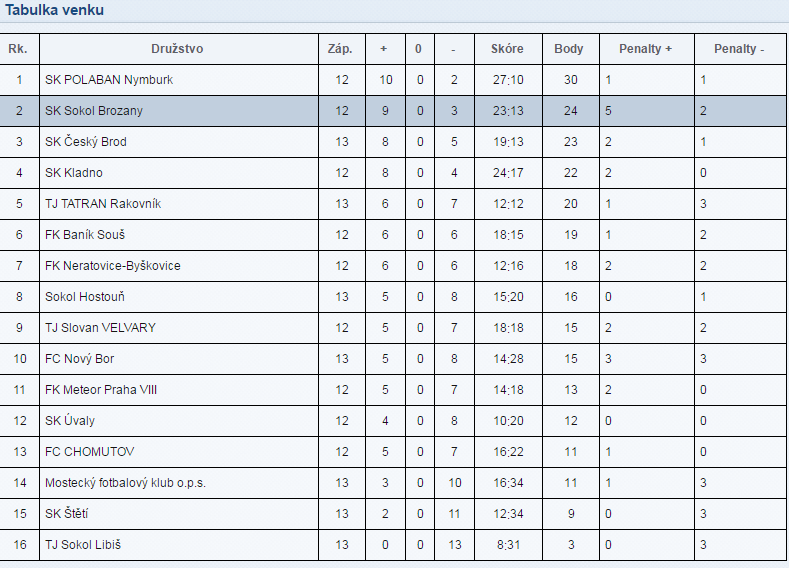 Tabulka venku
Rk. Družstvo Záp. + 0 - Skóre Body Penalty + Penalty -
1 SK POLABAN Nymburk 12 10 0 2 27:10 30 1 1
2 SK Sokol Brozany 12 9 0 3 23:13 24 5 2
3 SK Český Brod 13 8 0 5 19:13 23 2 1
4 SK Kladno 12 8 0 4 24:17 22 2 0
5 TJ TATRAN Rakovník 13 6 0 7 12:12 20 1 3
6 FK Baník Souš 12 6 0 6 18:15 19 1 2
7 FK Neratovice-Byškovice 12 6 0 6 12:16 18 2 2
8 Sokol Hostouň 13 5 0 8 15:20 16 0 1
9 TJ Slovan VELVARY 12 5 0 7 18:18 15 2 2
10 FC Nový Bor 13 5 0 8 14:28 15 3 3
11 FK Meteor Praha VIII 12 5 0 7 14:18 13 2 0
12 SK Úvaly 12 4 0 8 10:20 12 0 0
13 FC CHOMUTOV 12 5 0 7 16:22 11 1 0
14 Mostecký fotbalový klub o.p.s. 13 3 0 10 16:34 11 1 3
15 SK Štětí 13 2 0 11 12:34 9 0 3
16 TJ Sokol Libiš 13 0 0 13 8:31 3 0 3